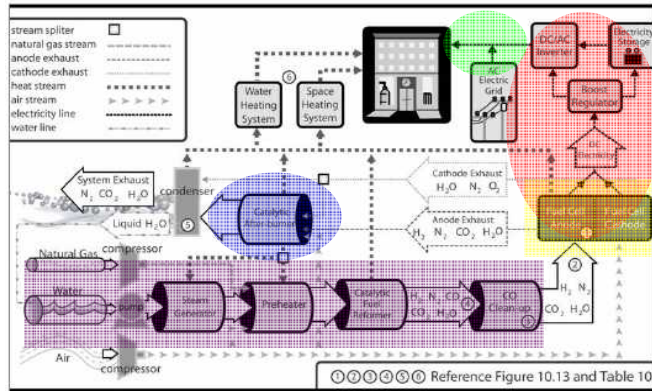 stream spliter
natural gas stream
anode exhaust
cathode exhaust
heat stream
air stream
electricity line
water line
Water
Heating
System
⑥
Space
Heating
System
AC
Electric
Grid
DC/AC
Inverter
Electricity
Storage
Boost
Regulator
DC
System Exhaust
N₂ CO₂ H₂O
condenser
⑤
Liquid H₂O
Catalytic
Cathode Exhaust
H₂O N₂ O₂
Anode Exhaust
H₂ N₂ CO₂ H₂O
Cathode
①
②
H₂ N₂
CO₂ H₂O
Natural Gas
compressor
Water
pump
Steam
Generator
Preheater
Catalytic
Fuel
Reformer
H₂ N₂ CO
CO₂ H₂O
④
CO
Clean-up
③
Air
compressor
①②③④⑤⑥ Reference Figure 10.13 and Table 10